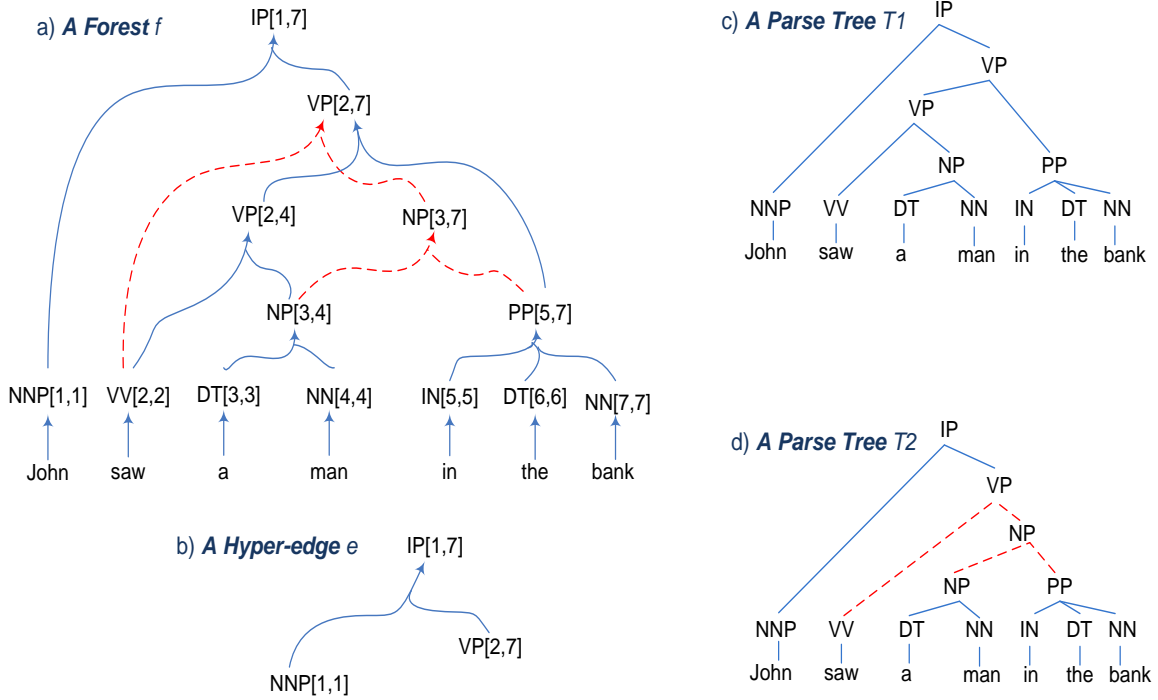 a) A Forest f
IP[1,7]
VP[2,7]
VP[2,4] NP[3,7]
NP[3,4] PP[5,7]
NNP[1,1] VV[2,2] DT[3,3] NN[4,4] IN[5,5] DT[6,6] NN[7,7]
John saw a man in the bank
b) A Hyper-edge e
IP[1,7]
VP[2,7]
NNP[1,1]
c) A Parse Tree T1
IP
VP
VP
NP PP
NNP VV DT NN IN DT NN
John saw a man in the bank
d) A Parse Tree T2
IP
VP
NP
NP PP
NNP VV DT NN IN DT NN
John saw a man in the bank